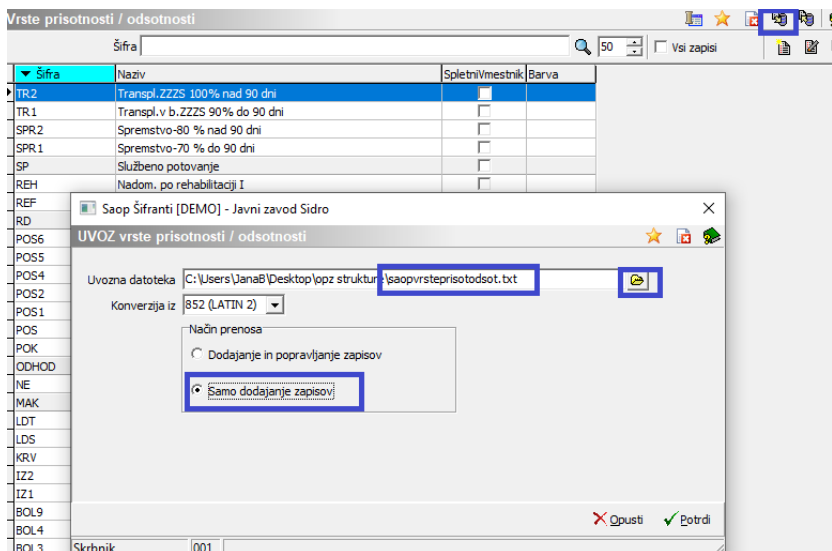 Vrste prisotnosti / odsotnosti
Šifra 50 Vsi zapisi
Šifra Naziv SpletniVmestnik Barva
TR2 Transpl.ZZZS 100% nad 90 dni
TR1 Transpl.v b.ZZZS 90% do 90 dni
SPR2 Spremstvo-80 % nad 90 dni
SPR1 Spremstvo-70 % do 90 dni
SP Službeno potovanje
REH Nadom. po rehabilitaciji I
REF
RD
POS6
POS5
POS4
POS2
POS1
POS
POK
ODHOD
NE
MAK
LDT
LDS
KRV
IZ2
IZ1
BOL9
BOL4
BOL3
Saop Šifranti [DEMO] - Javni zavod Sidro
UVOZ vrste prisotnosti / odsotnosti
Uvozna datoteka C:\Users\JanaB\Desktop\opz strukture\saopvrsteprisotodsot.txt
Konverzija iz 852 (LATIN 2)
Način prenosa
Dodajanje in popravljanje zapisov
Samo dodajanje zapisov
Opusti Potrdi
Skrbnik 001